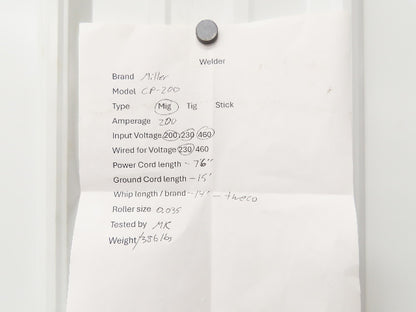 Welder
Brand Miller
Model CP-200
Type Mig Tig Stick
Amperage 200
Input Voltage 200 230 460
Wired for Voltage 230 460
Power Cord length - 7'6"
Ground Cord length - 15'
Whip length / brand - 14' - tweco
Roller size 0.035
Tested by MK
Weight / 386 lbs